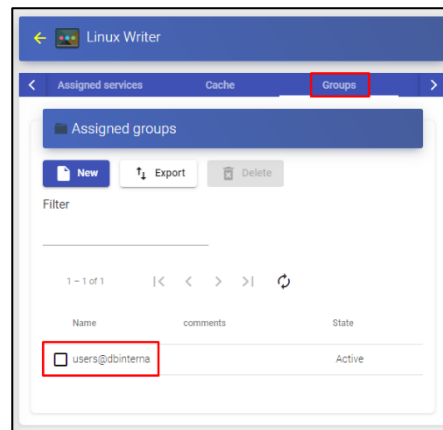 Linux Writer
Assigned services Cache Groups
Assigned groups
New Export Delete
Filter
1 – 1 of 1
Name comments State
users@dbinterna Active